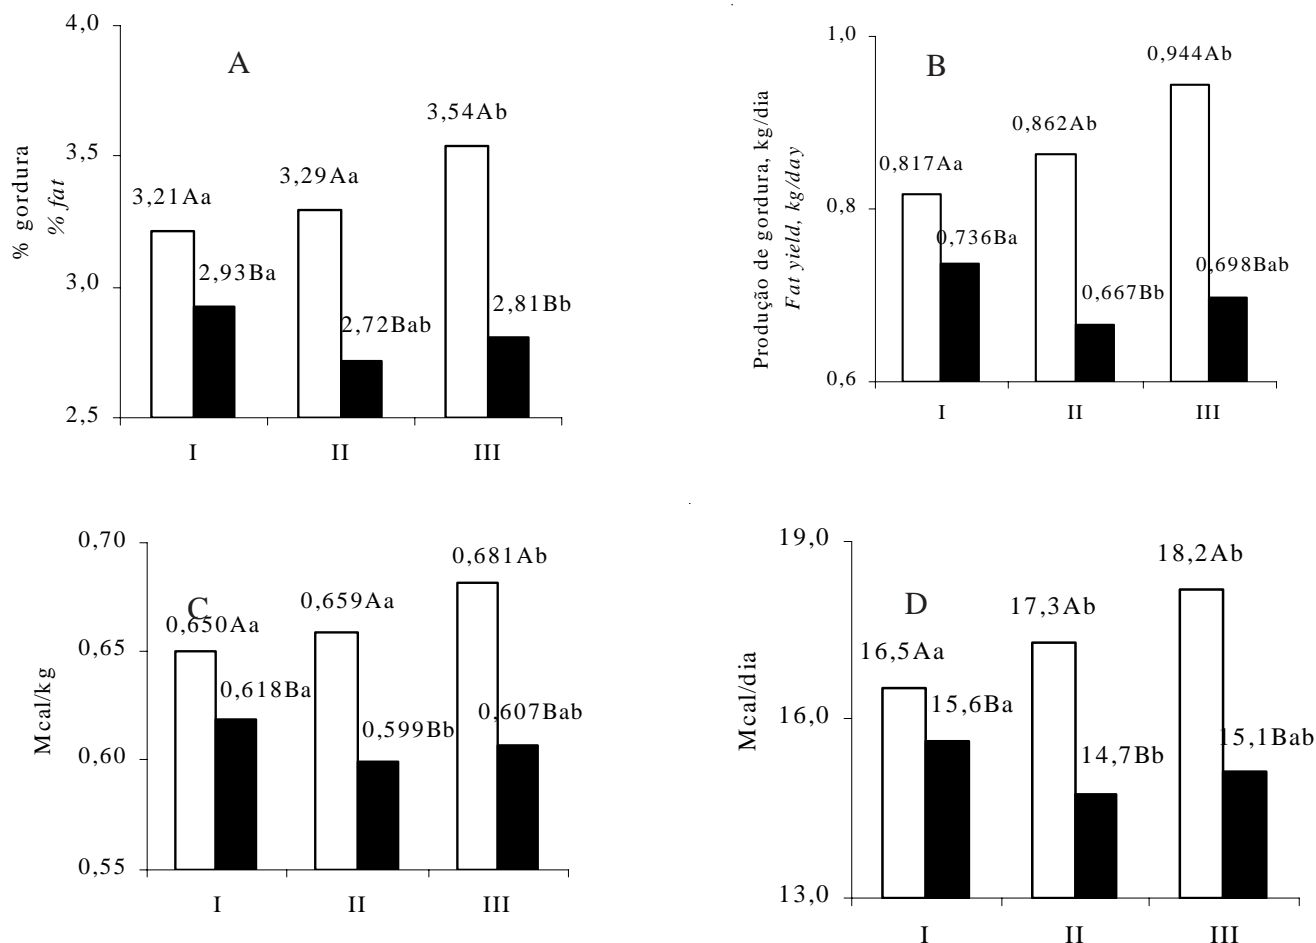 4,0
A
3,54Ab
3,5
3,29Aa
3,21Aa
% gordura
% fat
3,0
2,93Ba
2,81Bb
2,72Bab
2,5
I II III
1,0
B
0,944Ab
0,862Ab
0,817Aa
Produção de gordura, kg/dia
Fat yield, kg/day
0,8
0,736Ba
0,698Bab
0,667Bb
0,6
I II III
0,70
0,681Ab
C
0,659Aa
0,650Aa
0,65
Mcal/kg
0,618Ba
0,607Bab
0,599Bb
0,60
0,55
I II III
19,0
18,2Ab
D
17,3Ab
16,5Aa
Mcal/dia
16,0
15,6Ba
15,1Bab
14,7Bb
13,0
I II III